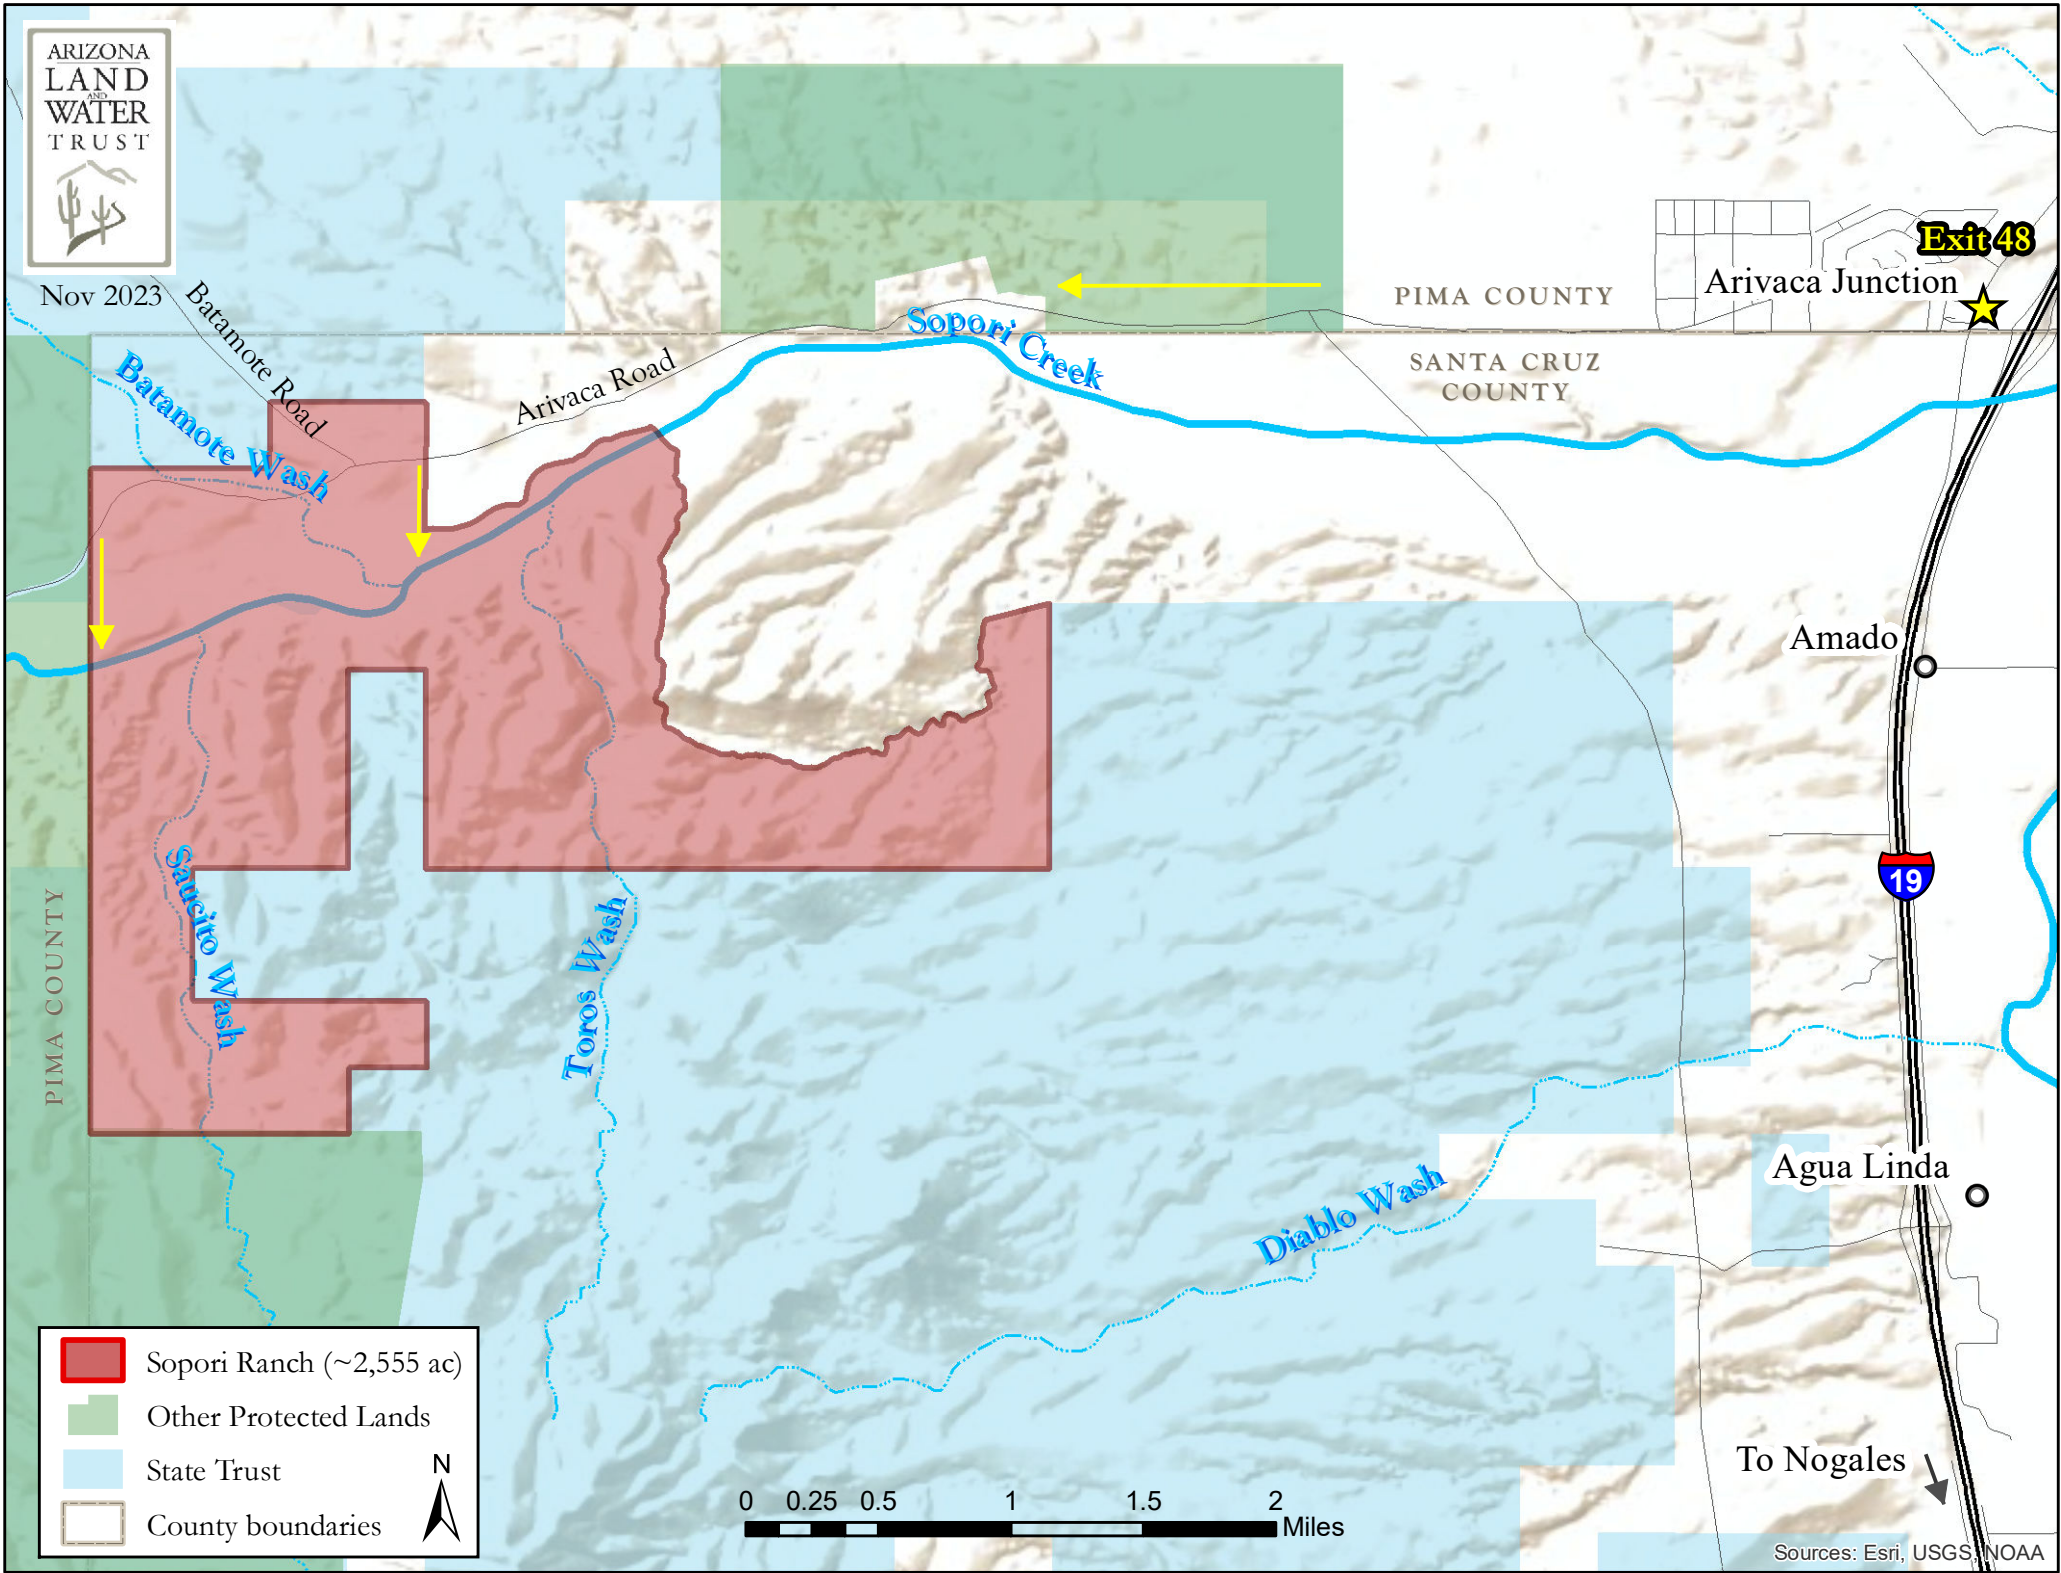 ARIZONA
LAND
AND
WATER
TRUST
Nov 2023
Exit 48
Arivaca Junction
PIMA COUNTY
SANTA CRUZ
COUNTY
Batamote Road
Arivaca Road
Sopori Creek
Batamote Wash
Amado
19
Saucito Wash
Toros Wash
PIMA COUNTY
Diablo Wash
Agua Linda
To Nogales
Sopori Ranch (~2,555 ac)
Other Protected Lands
State Trust
County boundaries
N
0 0.25 0.5 1 1.5 2
Miles
Sources: Esri, USGS, NOAA